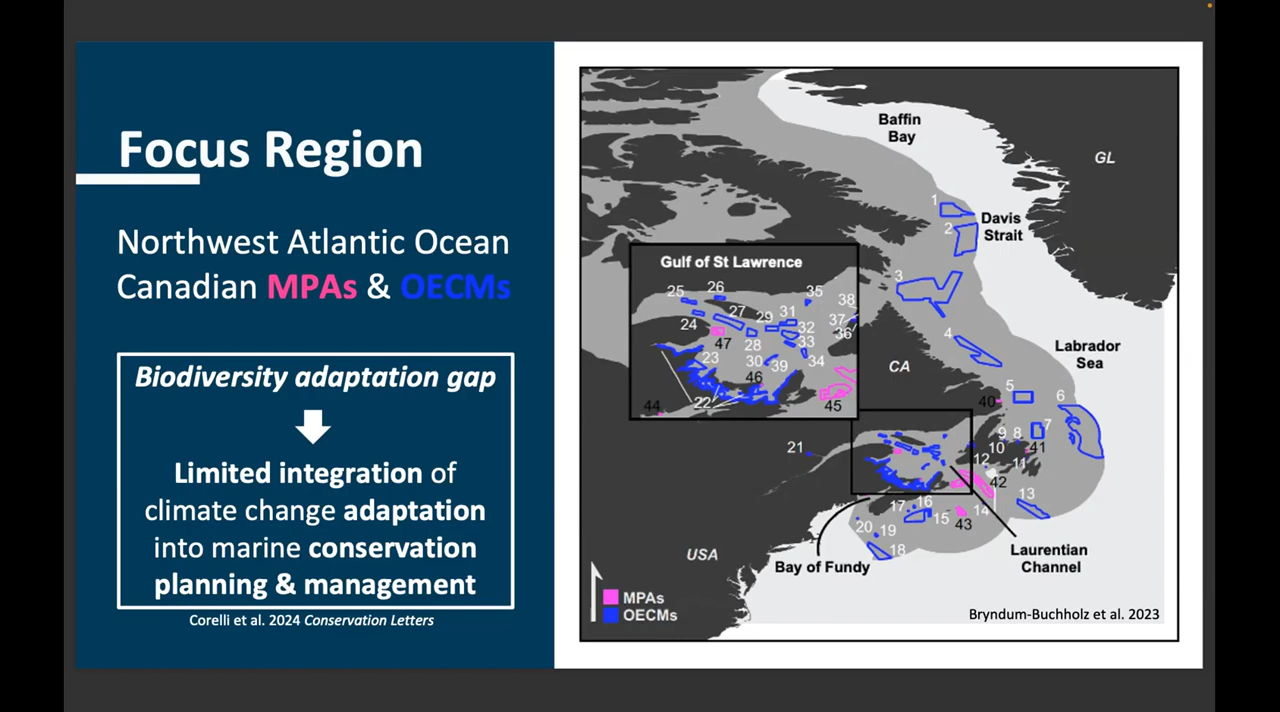 Focus Region
Northwest Atlantic Ocean
Canadian MPAs & OECMs
Biodiversity adaptation gap
Limited integration of
climate change adaptation
into marine conservation
planning & management
Corelli et al. 2024 Conservation Letters
Baffin
Bay
GL
1
Davis
Strait
2
3
Gulf of St Lawrence
25
26
35
38
27
29
31
37
24
32
36
47
28
33
23
30
39
34
46
22
44
45
4
Labrador
Sea
CA
5
6
40
7
9
8
41
10
21
12
11
42
13
17
16
14
15
43
20
19
18
USA
Bay of Fundy
Laurentian
Channel
MPAs
OECMs
Bryndum-Buchholz et al. 2023